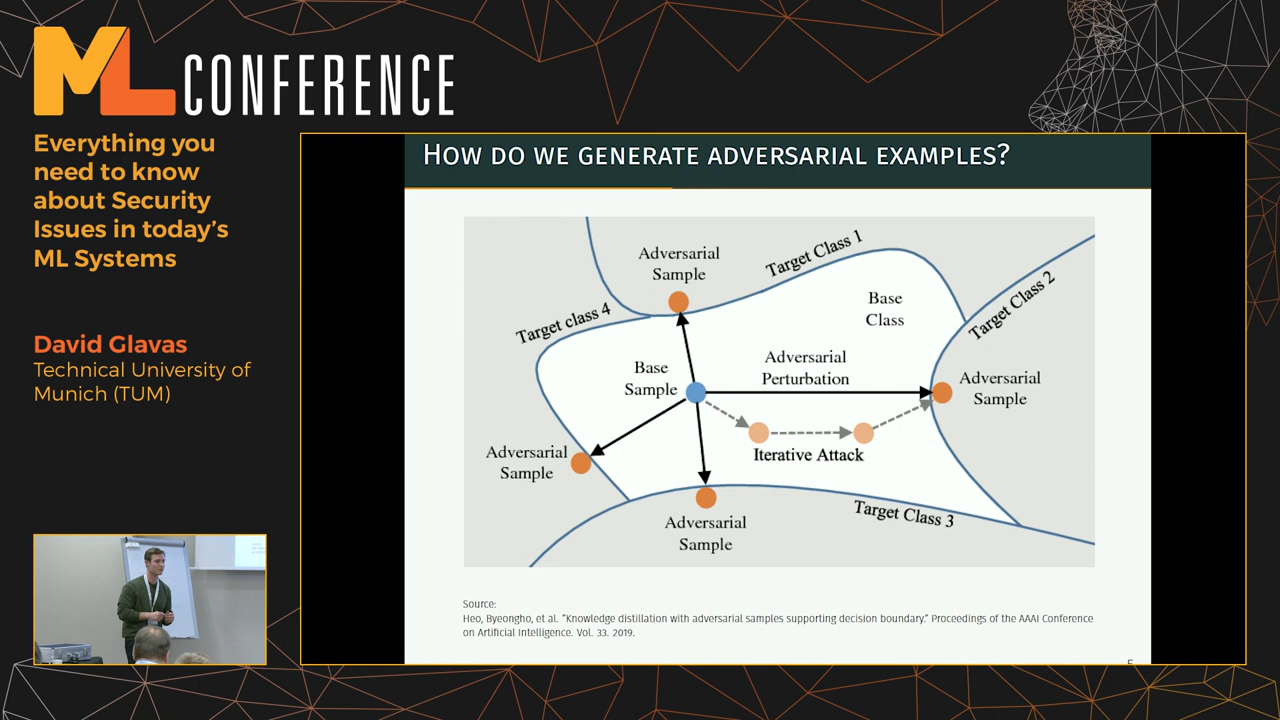 ML CONFERENCE
Everything you
need to know
about Security
Issues in today's
ML Systems
David Glavas
Technical University of
Munich (TUM)
HOW DO WE GENERATE ADVERSARIAL EXAMPLES?
Adversarial
Sample
Target Class 1
Base
Class
Target Class 2
Target class 4
Base
Sample
Adversarial
Perturbation
Adversarial
Sample
Iterative Attack
Adversarial
Sample
Target Class 3
Adversarial
Sample
Source:
Heo, Byeongho, et al. "Knowledge distillation with adversarial samples supporting decision boundary." Proceedings of the AAAI Conference
on Artificial Intelligence. Vol. 33. 2019.